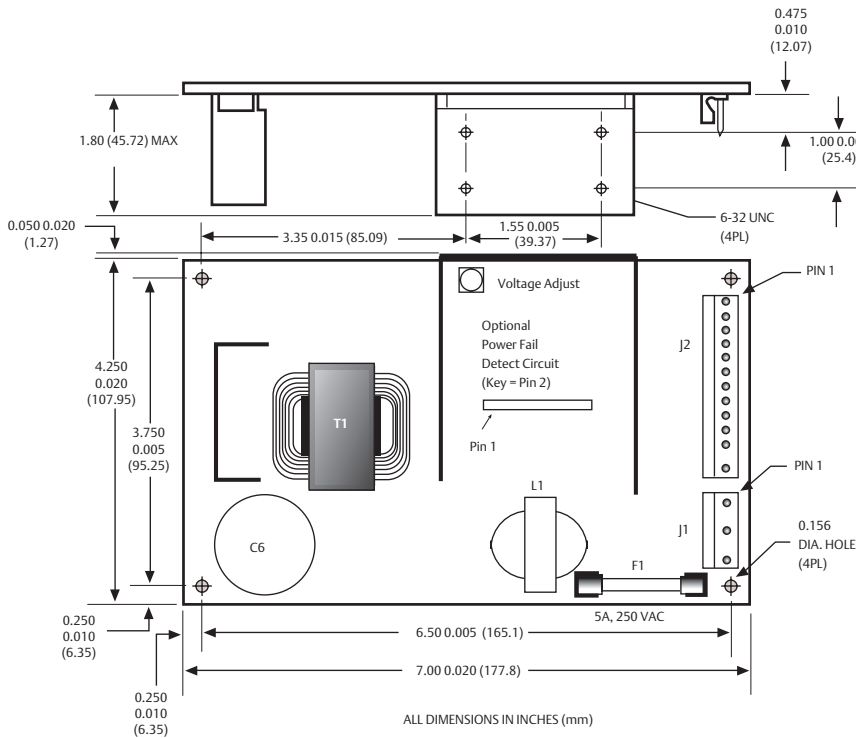 0.475
0.010
(12.07)
1.80 (45.72) MAX
1.00 0.0
(25.4)
0.050 0.020
(1.27)
3.35 0.015 (85.09)
1.55 0.005
(39.37)
6-32 UNC
(4PL)
Voltage Adjust
PIN 1
Optional
Power Fail
Detect Circuit
(Key = Pin 2)
J2
4.250
0.020
(107.95)
T1
3.750
0.005
(95.25)
Pin 1
PIN 1
L1
J1
0.156
DIA. HOLE
(4PL)
C6
F1
5A, 250 VAC
0.250
0.010
(6.35)
6.50 0.005 (165.1)
7.00 0.020 (177.8)
0.250
0.010
(6.35)
ALL DIMENSIONS IN INCHES (mm)